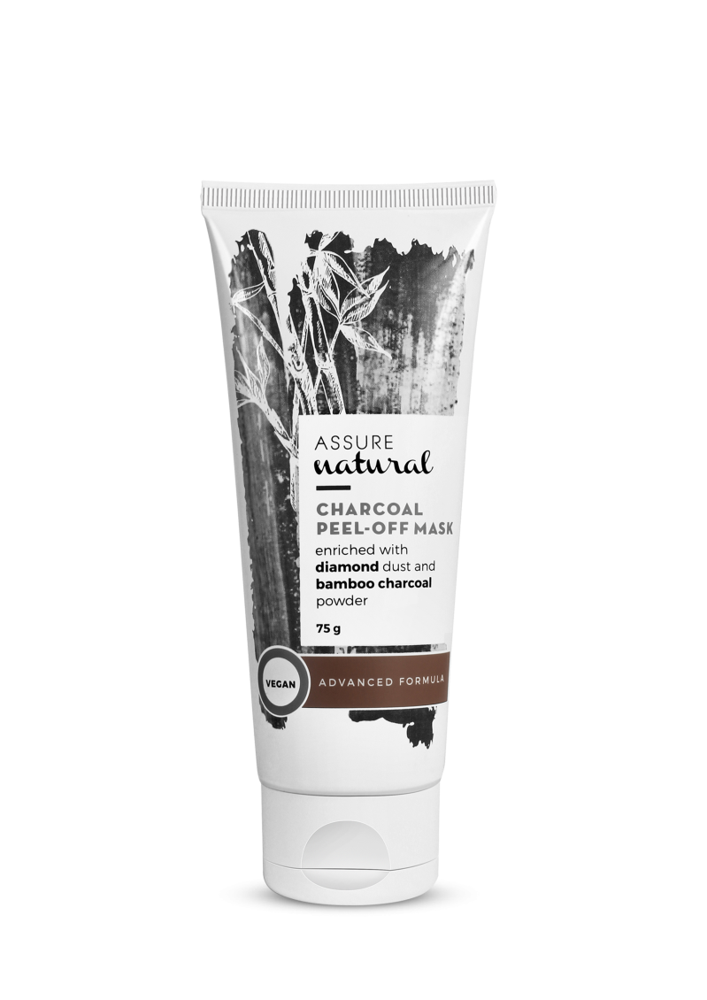 ASSURE
natural
CHARCOAL
PEEL-OFF MASK
enriched with
diamond dust and
bamboo charcoal
powder
75 g
VEGAN
ADVANCED FORMULA